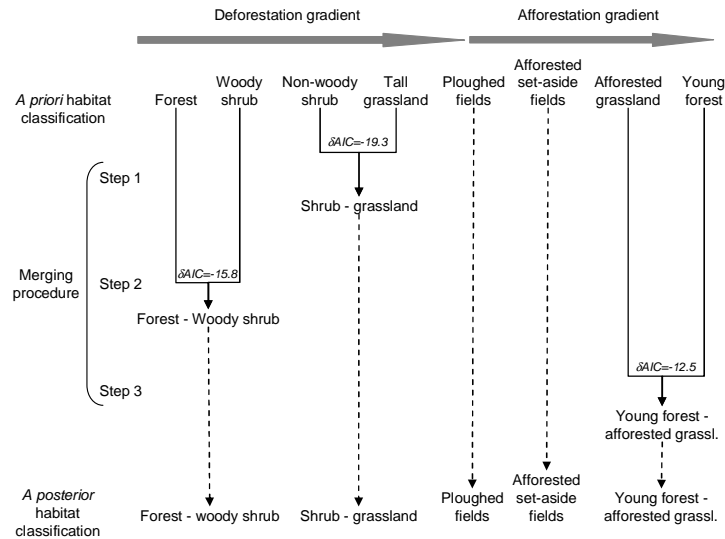 Deforestation gradient
Afforestation gradient
A priori habitat
classification
Forest
Woody
shrub
Non-woody
shrub
Tall
grassland
Ploughed
fields
Afforested
set-aside
fields
Afforested
grassland
Young
forest
Merging
procedure
Step 1
δAIC=-19.3
Shrub - grassland
Step 2
δAIC=-15.8
Forest - Woody shrub
Step 3
δAIC=-12.5
Young forest -
afforested grassl.
A posterior
habitat
classification
Forest - woody shrub
Shrub - grassland
Ploughed
fields
Afforested
set-aside
fields
Young forest -
afforested grassl.